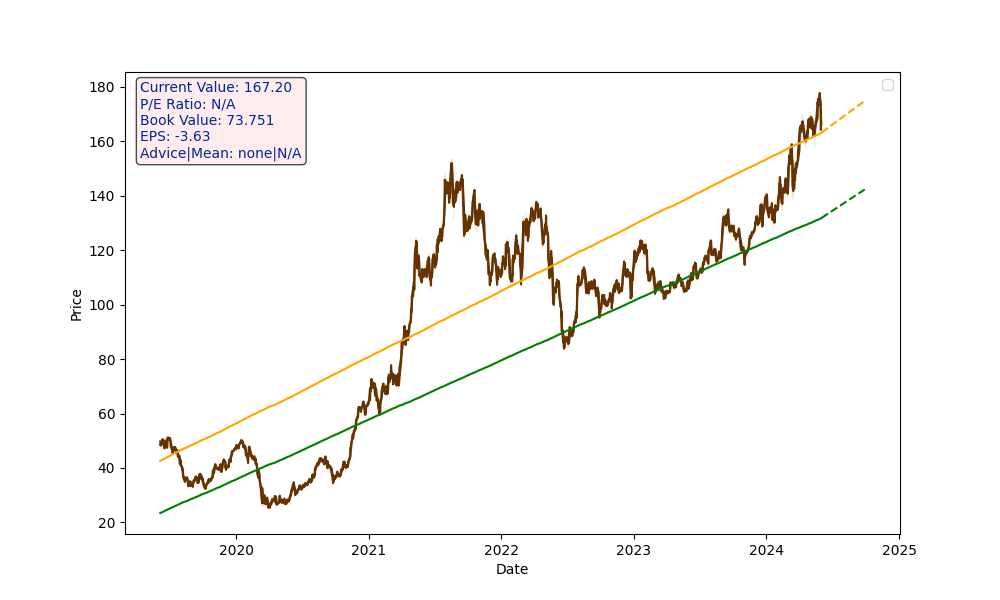 Current Value: 167.20
P/E Ratio: N/A
Book Value: 73.751
EPS: -3.63
Advice|Mean: none|N/A
180
160
140
120
100
80
60
40
20
Price
2020 2021 2022 2023 2024 2025
Date